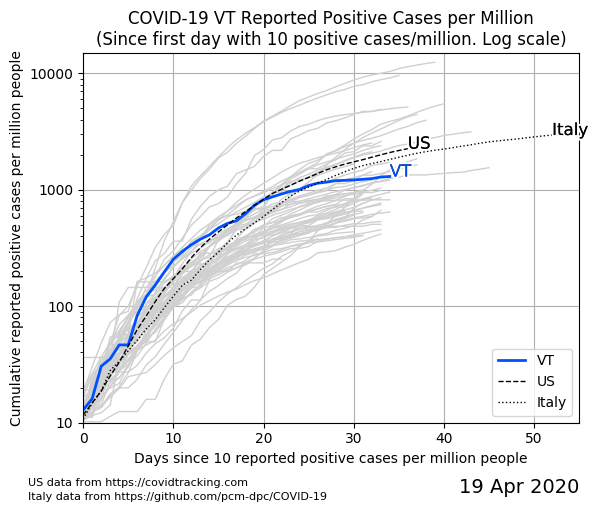 COVID-19 VT Reported Positive Cases per Million
(Since first day with 10 positive cases/million. Log scale)
Cumulative reported positive cases per million people
10000
1000
100
10
US
Italy
VT
VT
US
Italy
0 10 20 30 40 50
Days since 10 reported positive cases per million people
US data from https://covidtracking.com
Italy data from https://github.com/pcm-dpc/COVID-19
19 Apr 2020